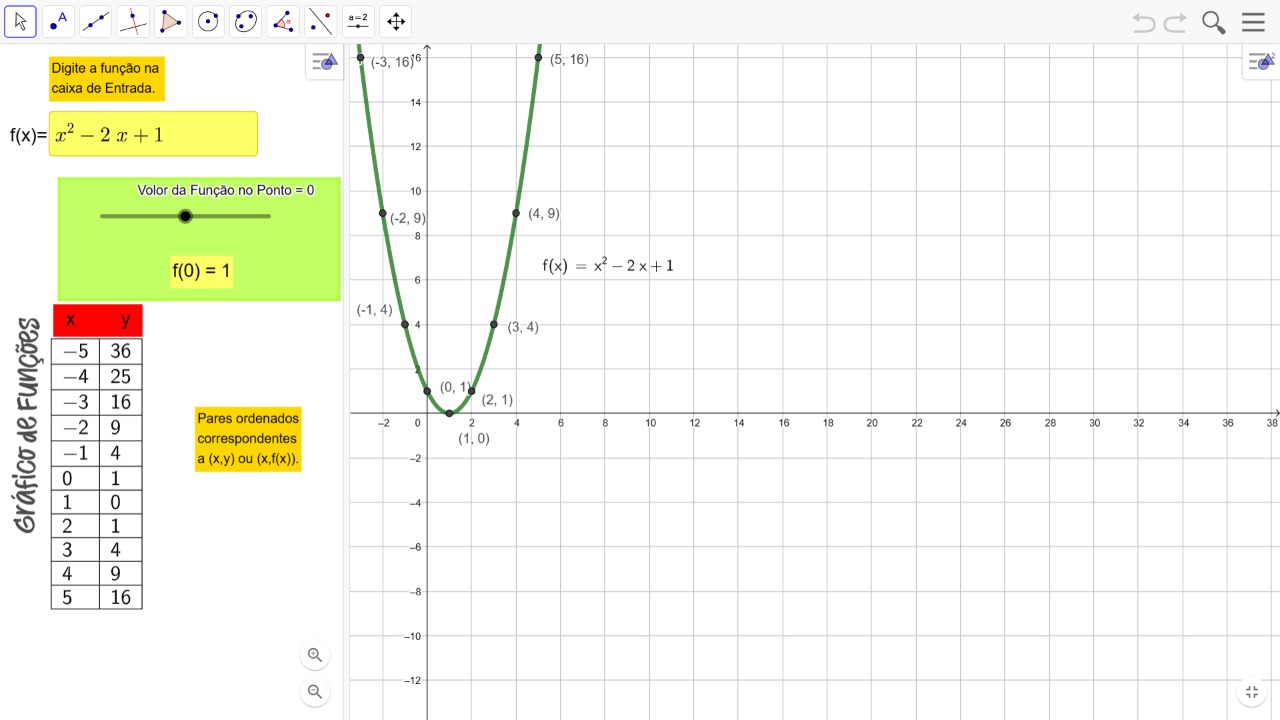 A
α
a=2
Digite a função na
caixa de Entrada.
f(x)= x² − 2 x + 1
Volor da Função no Ponto = 0
f(0) = 1
Gráfico de Funções
x y
−5 36
−4 25
−3 16
−2 9
−1 4
0 1
1 0
2 1
3 4
4 9
5 16
Pares ordenados
correspondentes
a (x,y) ou (x,f(x)).
(-3, 16) 16 (5, 16)
14
12
10
(-2, 9) (4, 9)
8
f(x) = x² − 2 x + 1
6
(-1, 4) 4 (3, 4)
2
(0, 1)
(2, 1)
−2 0 2 4 6 8 10 12 14 16 18 20 22 24 26 28 30 32 34 36 38
(1, 0)
−2
−4
−6
−8
−10
−12